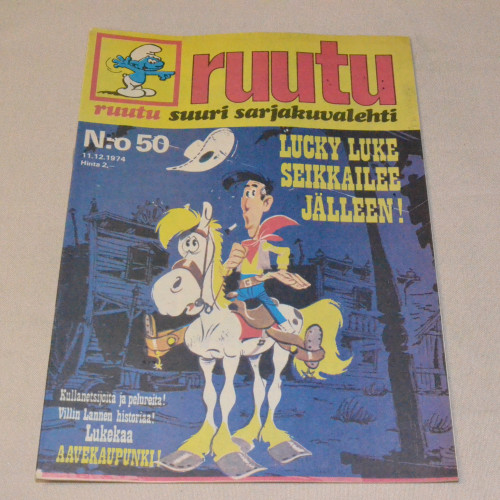 ruutu
ruutu suuri sarjakuvalehti
N:o 50
11.12.1974
Hinta 2,-
LUCKY LUKE
SEIKKAILEE
JÄLLEEN!
Kullanetsijöitä ja pelureita!
Villin Lännen historiaa!
Lukekaa
AAVEKAUPUNKI!